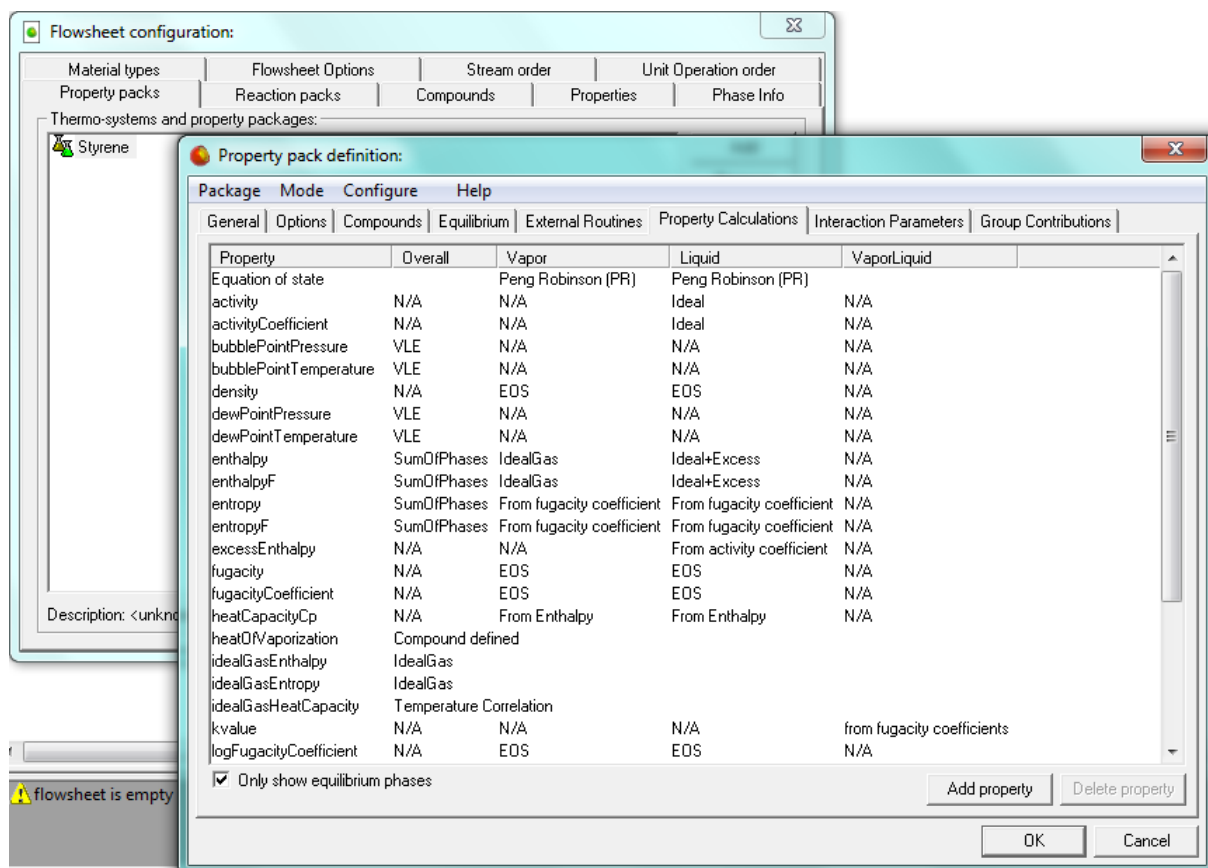 Flowsheet configuration:
Material types Flowsheet Options Stream order Unit Operation order
Property packs Reaction packs Compounds Properties Phase Info
Thermo-systems and property packages:
Styrene
Property pack definition:
Package Mode Configure Help
General Options Compounds Equilibrium External Routines Property Calculations Interaction Parameters Group Contributions
Property Overall Vapor Liquid VaporLiquid
Equation of state Peng Robinson (PR) Peng Robinson (PR)
activity N/A N/A Ideal N/A
activityCoefficient N/A N/A Ideal N/A
bubblePointPressure VLE N/A N/A N/A
bubblePointTemperature VLE N/A N/A N/A
density N/A EOS EOS N/A
dewPointPressure VLE N/A N/A N/A
dewPointTemperature VLE N/A N/A N/A
enthalpy SumOfPhases IdealGas Ideal+Excess N/A
enthalpyF SumOfPhases IdealGas Ideal+Excess N/A
entropy SumOfPhases From fugacity coefficient From fugacity coefficient N/A
entropyF SumOfPhases From fugacity coefficient From fugacity coefficient N/A
excessEnthalpy N/A N/A From activity coefficient N/A
fugacity N/A EOS EOS N/A
fugacityCoefficient N/A EOS EOS N/A
heatCapacityCp N/A From Enthalpy From Enthalpy N/A
heatOfVaporization Compound defined
idealGasEnthalpy IdealGas
idealGasEntropy IdealGas
idealGasHeatCapacity Temperature Correlation
kvalue N/A N/A N/A from fugacity coefficients
logFugacityCoefficient N/A EOS EOS N/A
Description: <unkno
Only show equilibrium phases
Add property Delete property
flowsheet is empty
OK Cancel